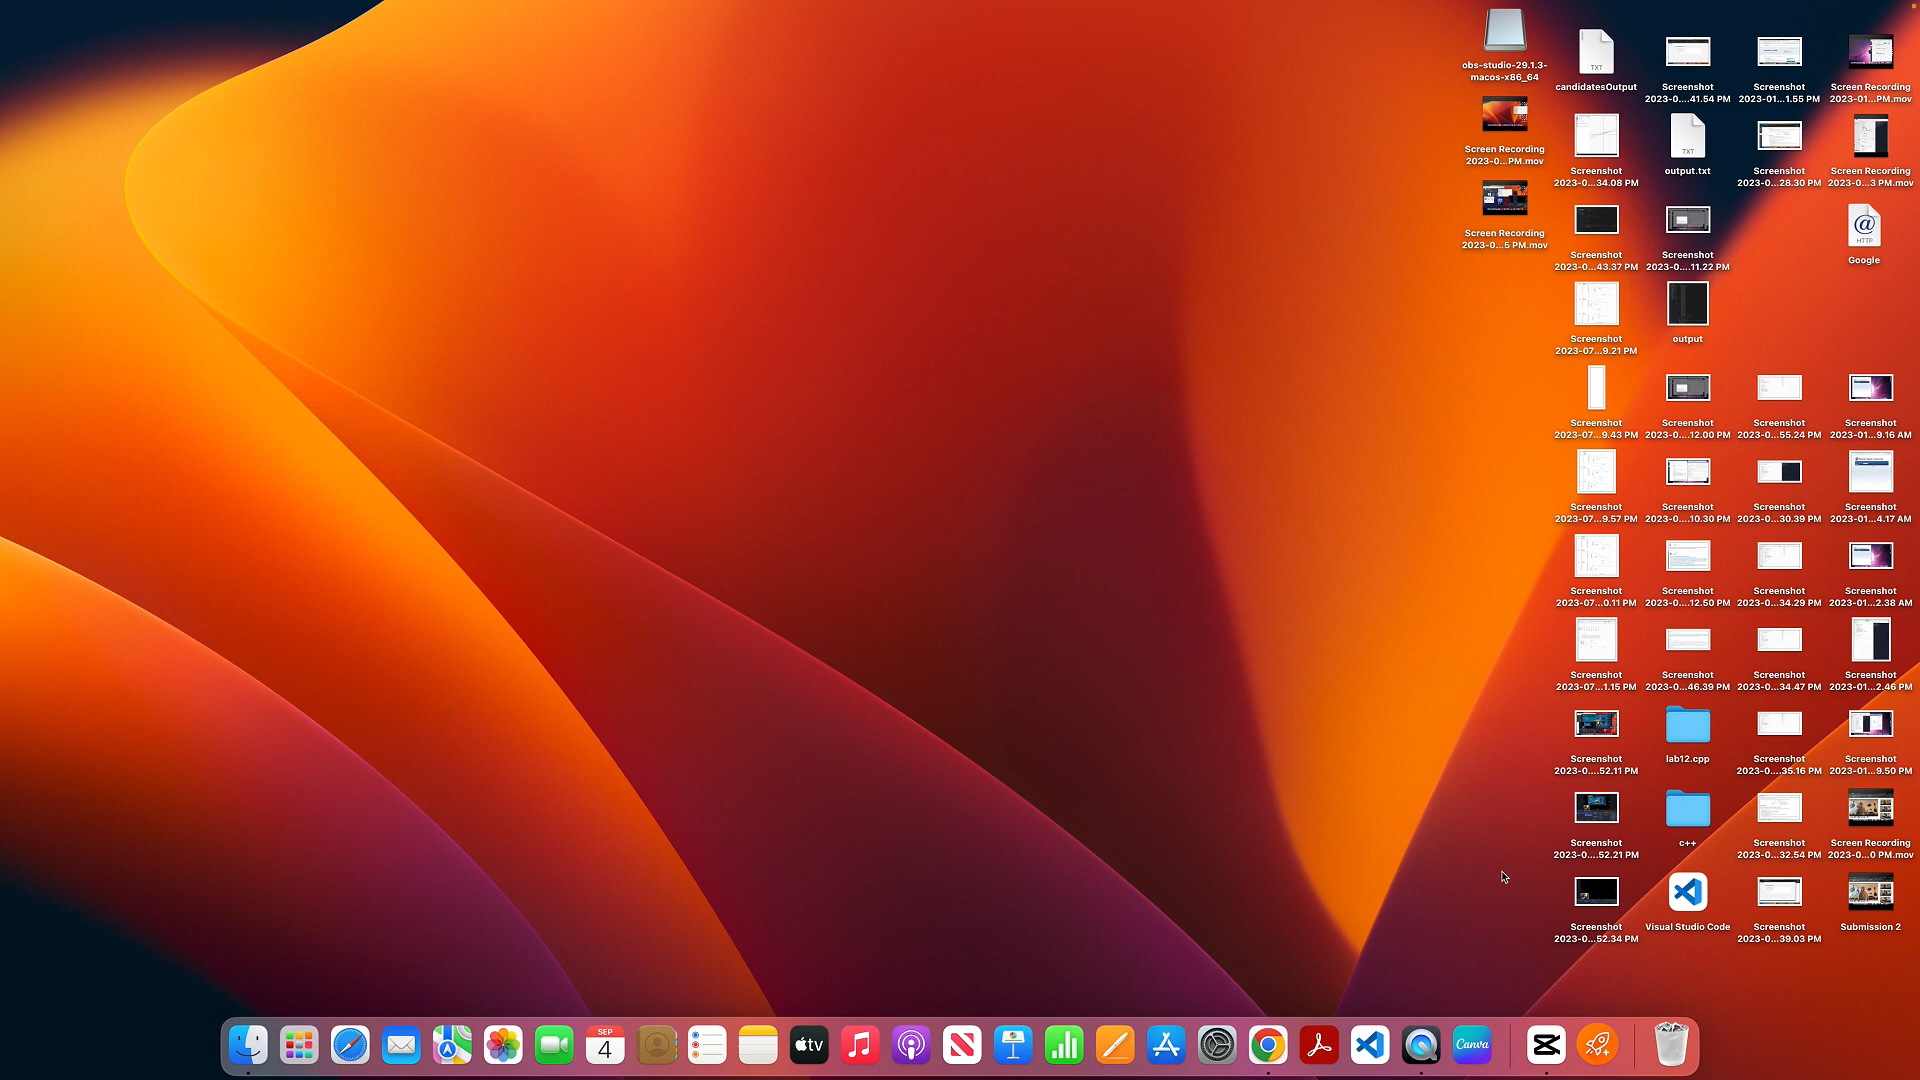 obs-studio-29.1.3-
macos-x86_64
Screen Recording
2023-0...PM.mov
Screen Recording
2023-0...5 PM.mov
TXT
candidatesOutput
Screenshot
2023-0....34.08 PM
Screenshot
2023-0....43.37 PM
Screenshot
2023-07...9.21 PM
Screenshot
2023-07...9.43 PM
Screenshot
2023-07...9.57 PM
Screenshot
2023-07...0.11 PM
Screenshot
2023-07...1.15 PM
Screenshot
2023-0....52.11 PM
Screenshot
2023-0....52.21 PM
Screenshot
2023-0....52.34 PM
Screenshot
2023-0....41.54 PM
TXT
output.txt
Screenshot
2023-0....11.22 PM
output
Screenshot
2023-0....12.00 PM
Screenshot
2023-0....10.30 PM
Screenshot
2023-0....12.50 PM
Screenshot
2023-0....46.39 PM
lab12.cpp
c++
Visual Studio Code
Screenshot
2023-01...1.55 PM
Screenshot
2023-0....28.30 PM
Screenshot
2023-0....55.24 PM
Screenshot
2023-0....30.39 PM
Screenshot
2023-0....34.29 PM
Screenshot
2023-0....34.47 PM
Screenshot
2023-0....35.16 PM
Screenshot
2023-0....32.54 PM
Screenshot
2023-0....39.03 PM
Screen Recording
2023-01...PM.mov
Screen Recording
2023-0...3 PM.mov
@
HTTP
Google
Screenshot
2023-01...9.16 AM
Screenshot
2023-01...4.17 AM
Screenshot
2023-01...2.38 AM
Screenshot
2023-01...2.46 PM
Screenshot
2023-01...9.50 PM
Screen Recording
2023-0...0 PM.mov
Submission 2
SEP
4
tv
Canva